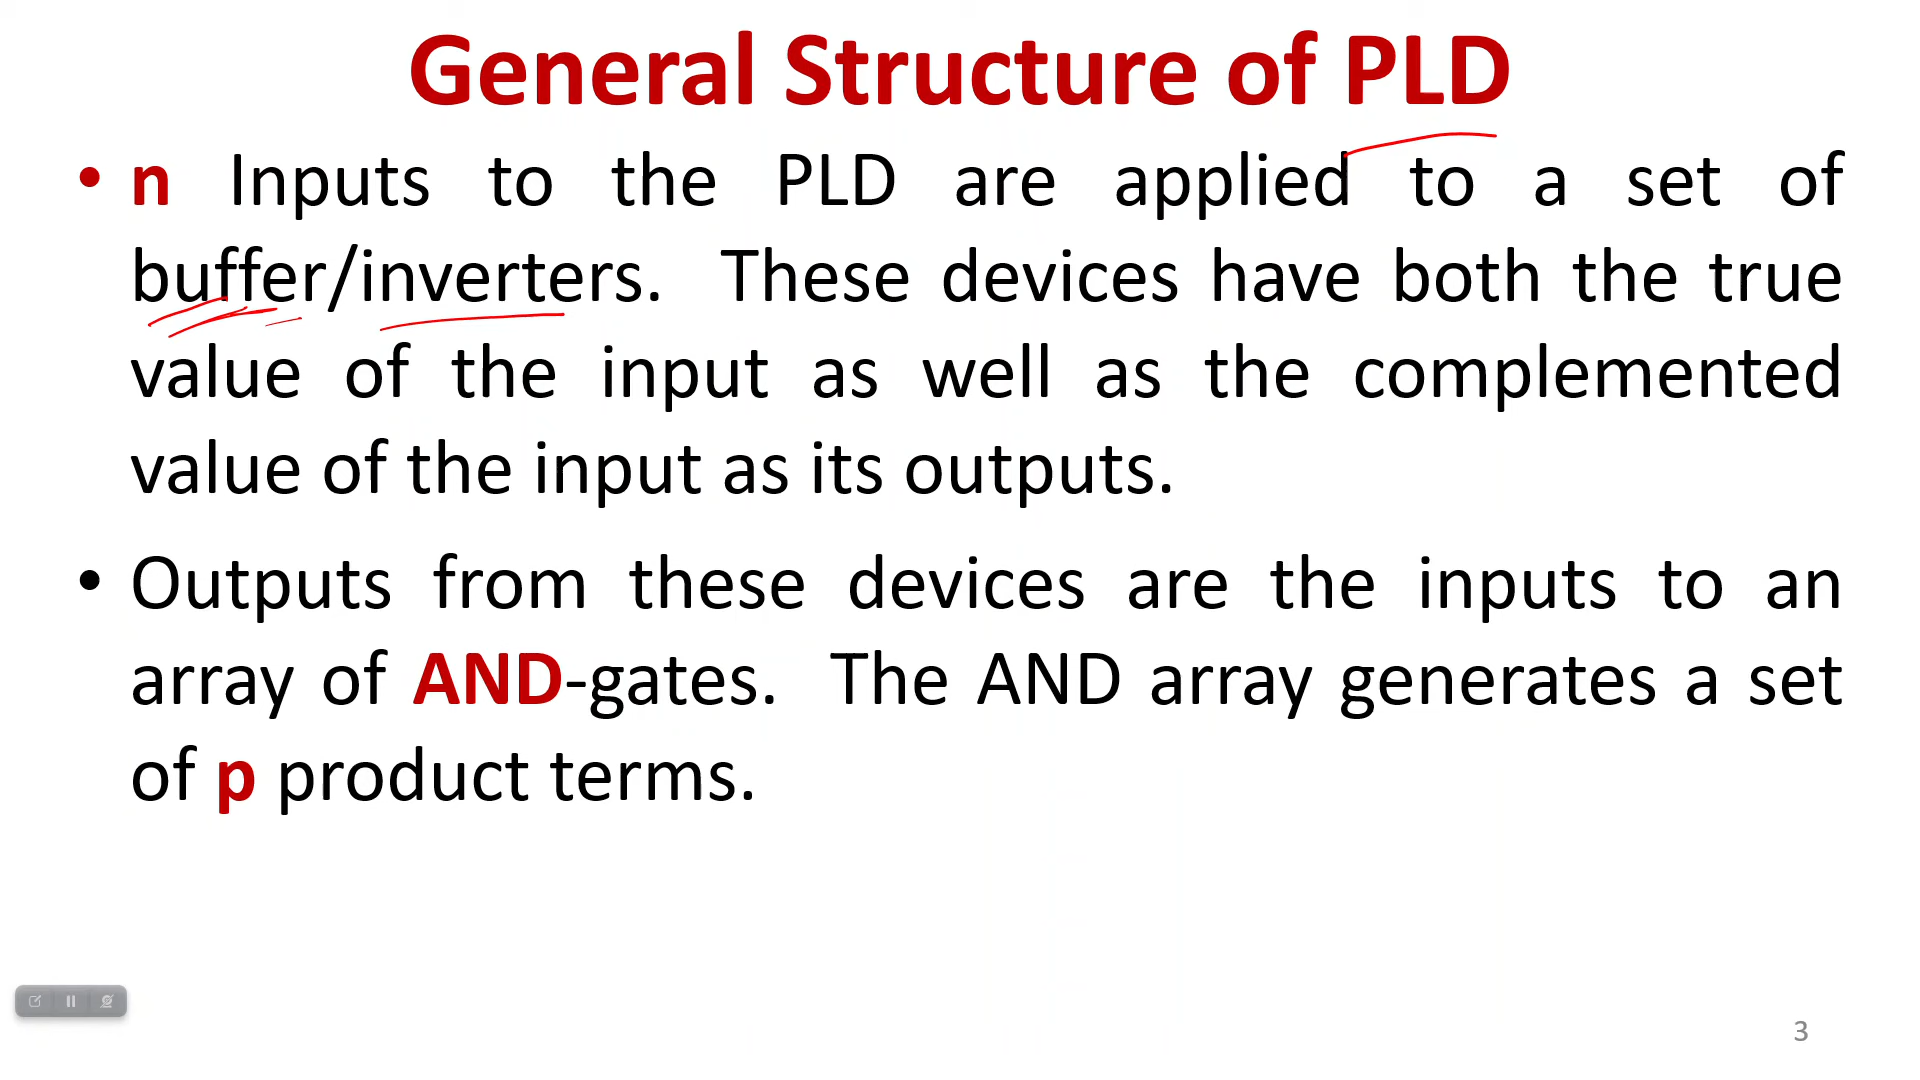 General Structure of PLD
• n Inputs to the PLD are applied to a set of
buffer/inverters. These devices have both the true
value of the input as well as the complemented
value of the input as its outputs.
• Outputs from these devices are the inputs to an
array of AND-gates. The AND array generates a set
of p product terms.
3